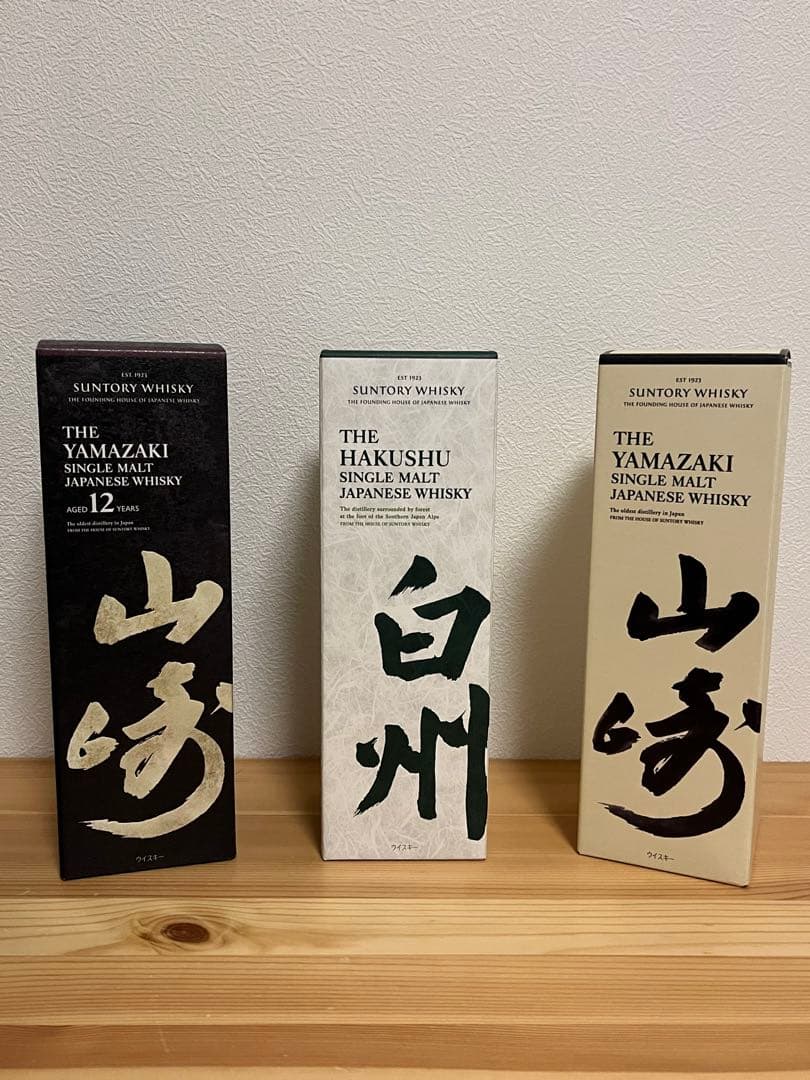 EST. 1923
SUNTORY WHISKY
THE FOUNDING HOUSE OF JAPANESE WHISKY
THE
YAMAZAKI
SINGLE MALT
JAPANESE WHISKY
AGED 12 YEARS
The oldest distillery in Japan
FROM THE HOUSE OF SUNTORY WHISKY
山
崎
ウイスキー
EST 1923
SUNTORY WHISKY
THE FOUNDING HOUSE OF JAPANESE WHISKY
THE
HAKUSHU
SINGLE MALT
JAPANESE WHISKY
The distillery surrounded by forest
at the foot of the Southern Japan Alps
FROM THE HOUSE OF SUNTORY WHISKY
白
州
ウイスキー
EST 1923
SUNTORY WHISKY
THE FOUNDING HOUSE OF JAPANESE WHISKY
THE
YAMAZAKI
SINGLE MALT
JAPANESE WHISKY
The oldest distillery in Japan
FROM THE HOUSE OF SUNTORY WHISKY
山
崎
ウイスキー